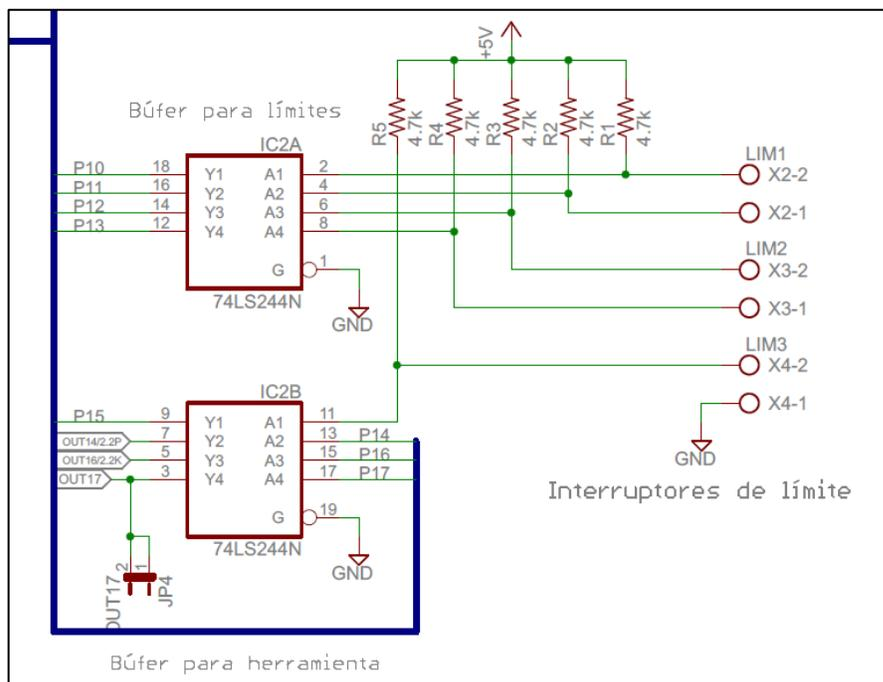 +5V
R5 4.7k
R4 4.7k
R3 4.7k
R2 4.7k
R1 4.7k
Búfer para límites
IC2A
P10 18 Y1 A1 2
P11 16 Y2 A2 4
P12 14 Y3 A3 6
P13 12 Y4 A4 8
G 1
74LS244N
GND
LIM1
X2-2
X2-1
LIM2
X3-2
X3-1
LIM3
X4-2
X4-1
GND
Interruptores de límite
IC2B
P15 9 Y1 A1 11
OUT14/2.2P 7 Y2 A2 13 P14
OUT16/2.2K 5 Y3 A3 15 P16
OUT17 3 Y4 A4 17 P17
G 19
74LS244N
GND
2 1
OUT17 JP4
Búfer para herramienta